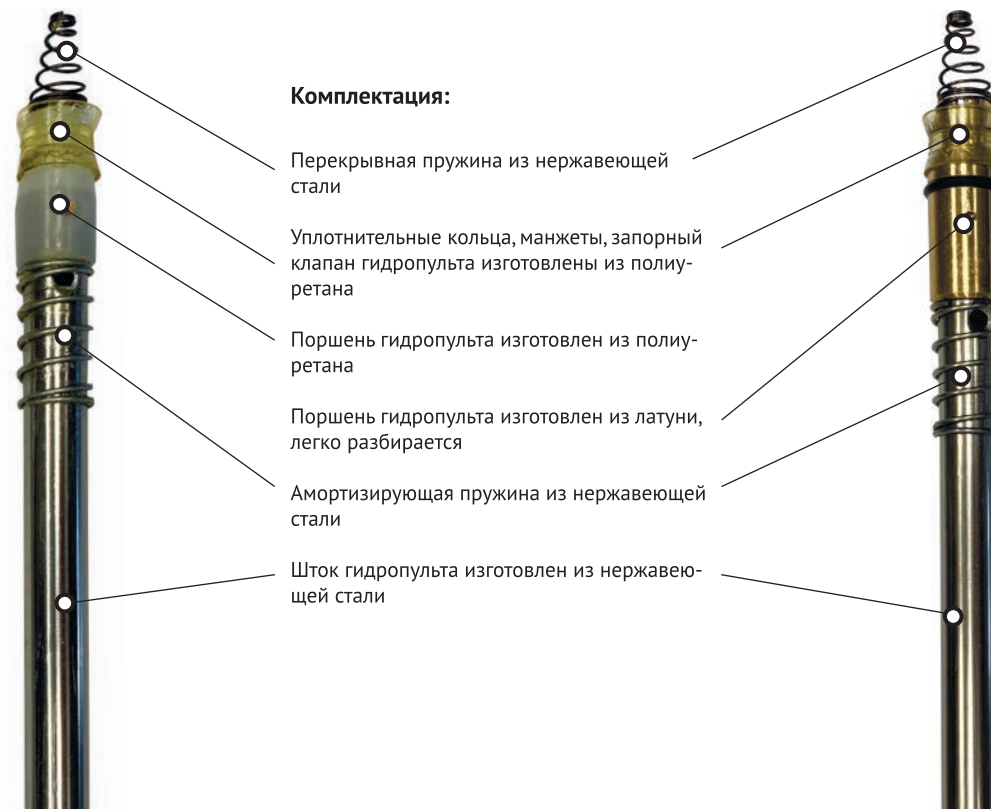 Комплектация:
Перекрывная пружина из нержавеющей
стали
Уплотнительные кольца, манжеты, запорный
клапан гидропульта изготовлены из полиу-
ретана
Поршень гидропульта изготовлен из полиу-
ретана
Поршень гидропульта изготовлен из латуни,
легко разбирается
Амортизирующая пружина из нержавеющей
стали
Шток гидропульта изготовлен из нержавею-
щей стали